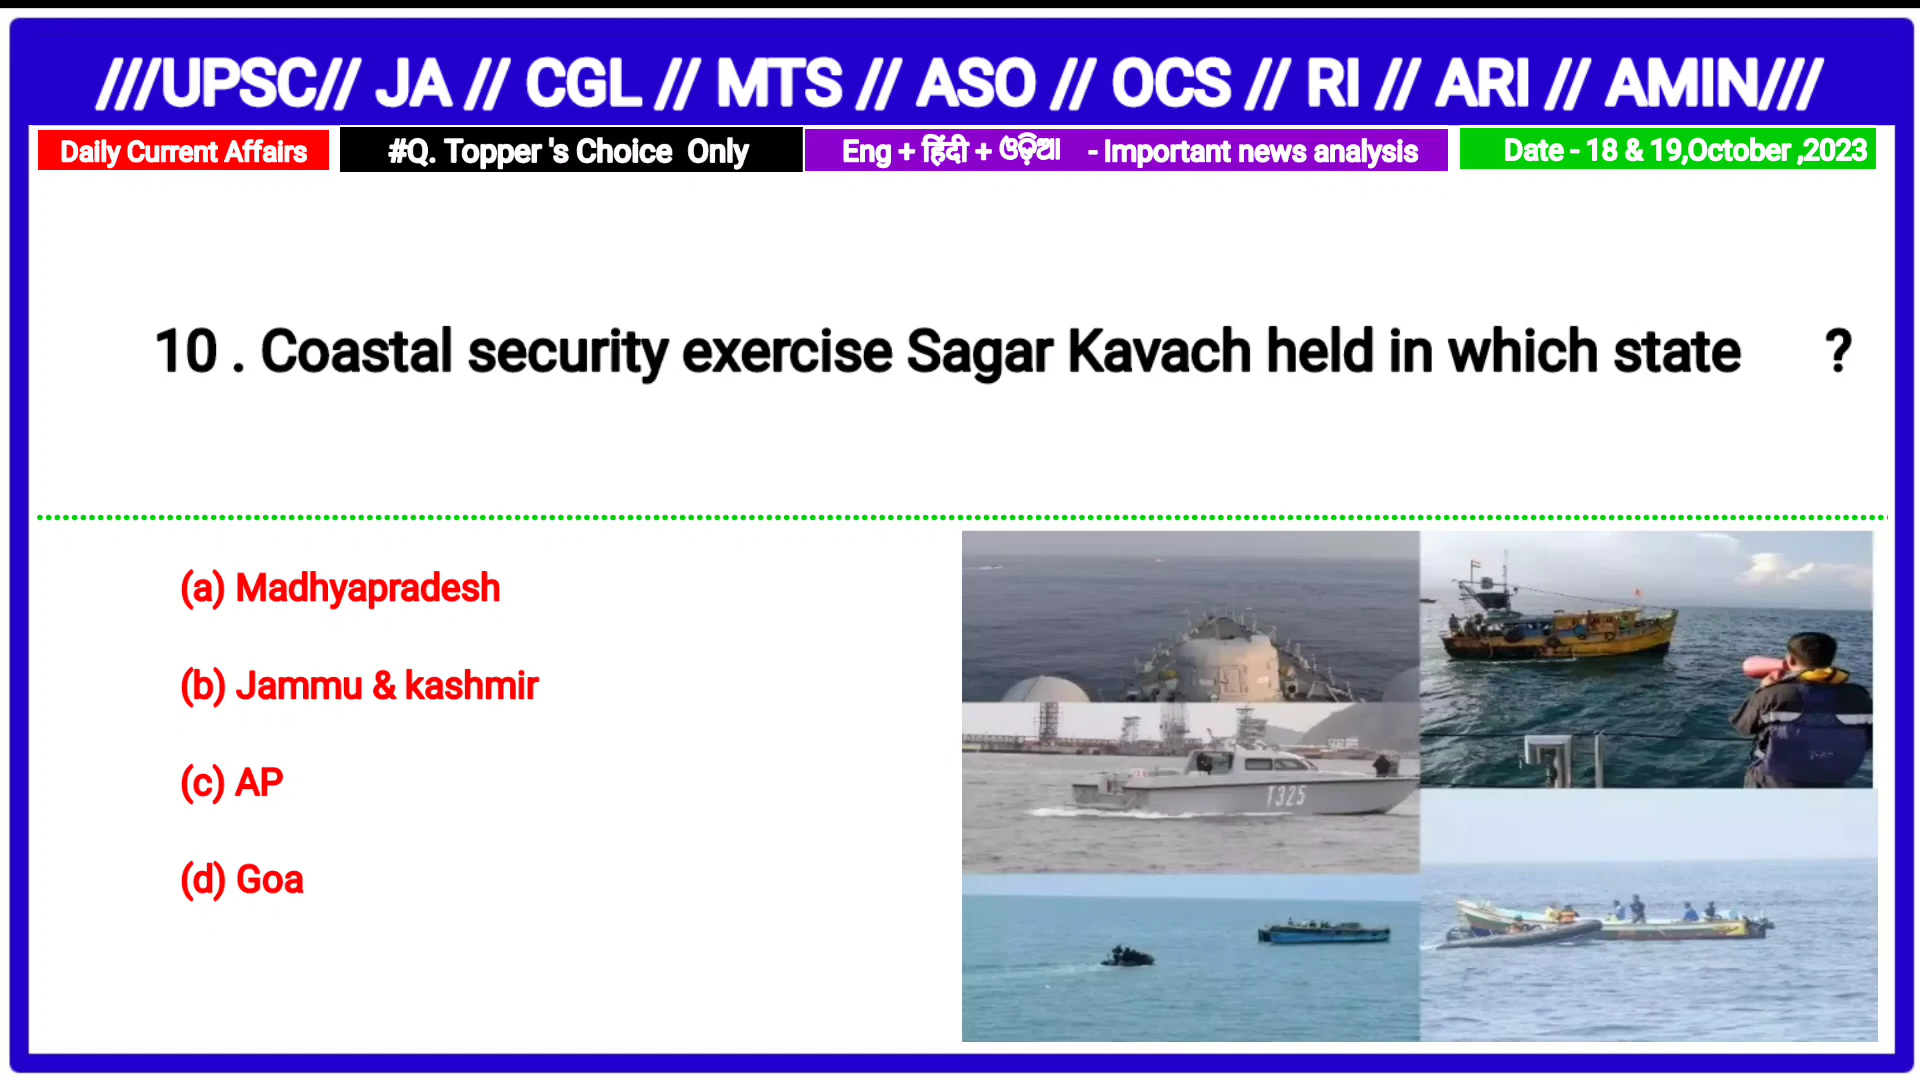 ///UPSC// JA // CGL // MTS // ASO // OCS // RI // ARI // AMIN///
Daily Current Affairs #Q. Topper 's Choice Only Eng + हिंदी + ଓଡ଼ିଆ - Important news analysis Date - 18 & 19,October ,2023
10 . Coastal security exercise Sagar Kavach held in which state ?
(a) Madhyapradesh
(b) Jammu & kashmir
(c) AP
(d) Goa
T325